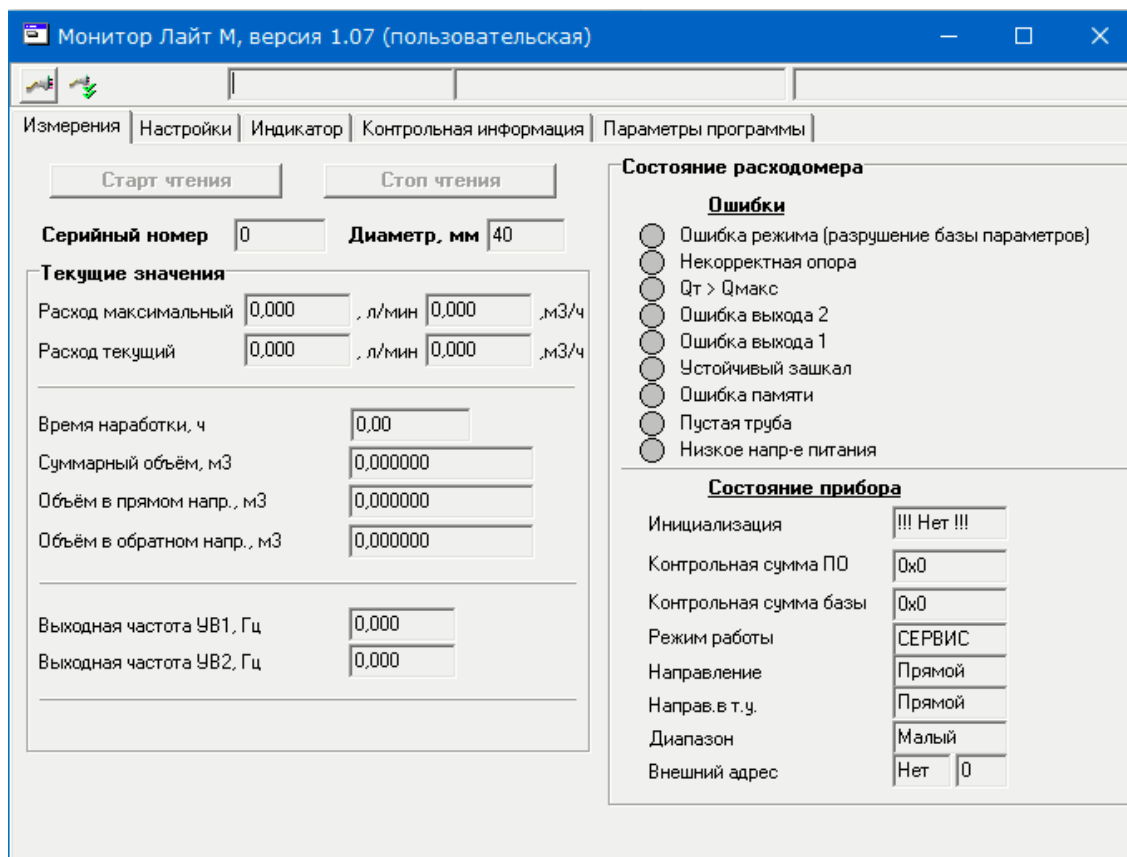 Монитор Лайт М, версия 1.07 (пользовательская)
Измерения Настройки Индикатор Контрольная информация Параметры программы
Старт чтения Стоп чтения
Серийный номер 0 Диаметр, мм 40
Текущие значения
Расход максимальный 0,000 , л/мин 0,000 ,м3/ч
Расход текущий 0,000 , л/мин 0,000 ,м3/ч
Время наработки, ч 0,00
Суммарный объём, м3 0,000000
Объём в прямом напр., м3 0,000000
Объём в обратном напр., м3 0,000000
Выходная частота УВ1, Гц 0,000
Выходная частота УВ2, Гц 0,000
Состояние расходомера
Ошибки
Ошибка режима (разрушение базы параметров)
Некорректная опора
Qт > Qмакс
Ошибка выхода 2
Ошибка выхода 1
Устойчивый зашкал
Ошибка памяти
Пустая труба
Низкое напр-е питания
Состояние прибора
Инициализация !!! Нет !!!
Контрольная сумма ПО 0x0
Контрольная сумма базы 0x0
Режим работы СЕРВИС
Направление Прямой
Направ.в т.у. Прямой
Диапазон Малый
Внешний адрес Нет 0